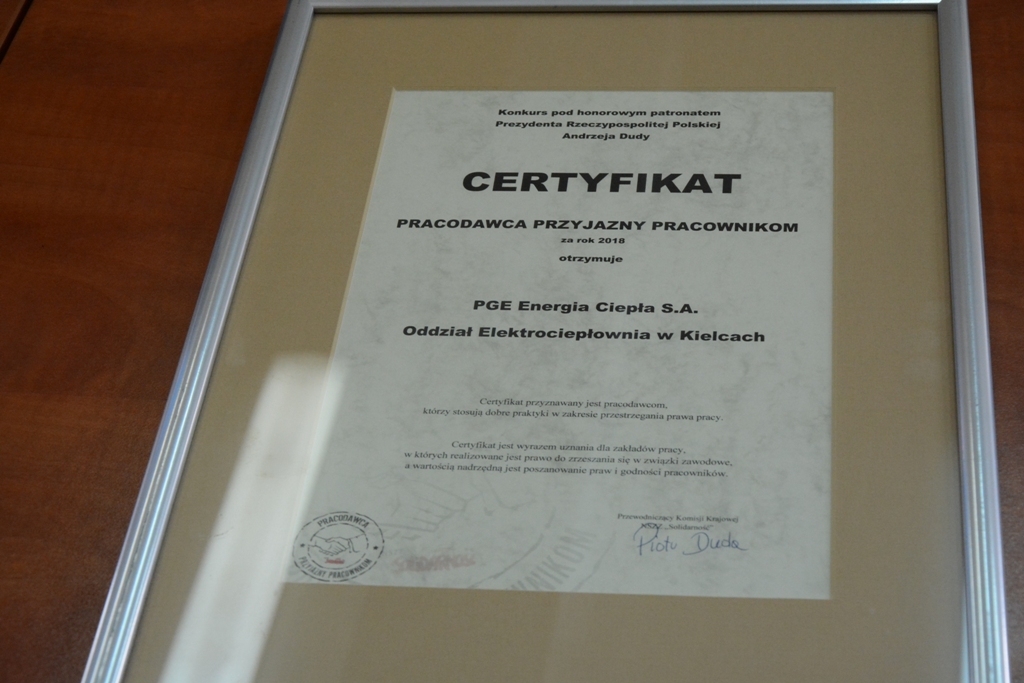 Konkurs pod honorowym patronatem
Prezydenta Rzeczypospolitej Polskiej
Andrzeja Dudy
CERTYFIKAT
PRACODAWCA PRZYJAZNY PRACOWNIKOM
za rok 2018
otrzymuje
PGE Energia Ciepła S.A.
Oddział Elektrociepłownia w Kielcach
Certyfikat przyznawany jest pracodawcom,
którzy stosują dobre praktyki w zakresie przestrzegania prawa pracy.
Certyfikat jest wyrazem uznania dla zakładów pracy,
w których realizowane jest prawo do zrzeszania się w związki zawodowe,
a wartością nadrzędną jest poszanowanie praw i godności pracowników.
Przewodniczący Komisji Krajowej
NSZZ „Solidarność”
Piotr Duda
PRACODAWCA
PRZYJAZNY PRACOWNIKOM
WNIKOM